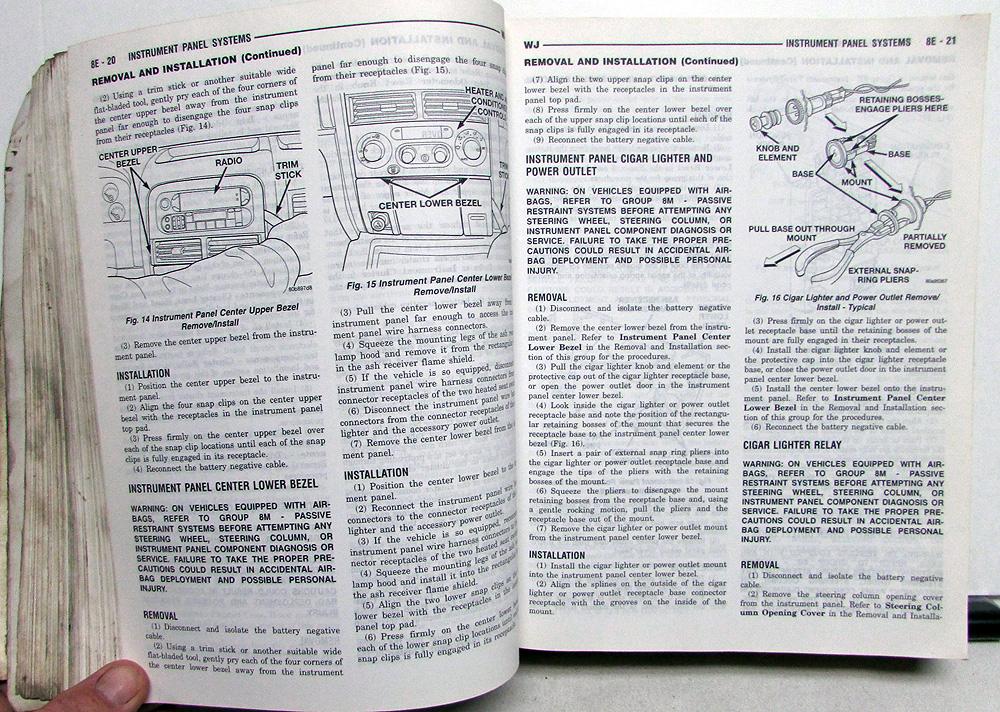 8E - 20 INSTRUMENT PANEL SYSTEMS
REMOVAL AND INSTALLATION (Continued)
(2) Using a trim stick or another suitable wide
flat-bladed tool, gently pry each of the four corners of
the center upper bezel away from the instrument
panel far enough to disengage the four snap clips
from their receptacles (Fig. 14).
CENTER UPPER
BEZEL
RADIO
TRIM
STICK
80b897d8
Fig. 14 Instrument Panel Center Upper Bezel
Remove/Install
(3) Remove the center upper bezel from the instru-
ment panel.
INSTALLATION
(1) Position the center upper bezel to the instru-
ment panel.
(2) Align the four snap clips on the center upper
bezel with the receptacles in the instrument panel
top pad.
(3) Press firmly on the center upper bezel over
each of the snap clip locations until each of the snap
clips is fully engaged in its receptacle.
(4) Reconnect the battery negative cable.
INSTRUMENT PANEL CENTER LOWER BEZEL
WARNING: ON VEHICLES EQUIPPED WITH AIR-
BAGS, REFER TO GROUP 8M - PASSIVE
RESTRAINT SYSTEMS BEFORE ATTEMPTING ANY
STEERING WHEEL, STEERING COLUMN, OR
INSTRUMENT PANEL COMPONENT DIAGNOSIS OR
SERVICE. FAILURE TO TAKE THE PROPER PRE-
CAUTIONS COULD RESULT IN ACCIDENTAL AIR-
BAG DEPLOYMENT AND POSSIBLE PERSONAL
INJURY.
REMOVAL
(1) Disconnect and isolate the battery negative
cable.
(2) Using a trim stick or another suitable wide
flat-bladed tool, gently pry each of the four corners of
the center lower bezel away from the instrument
panel far enough to disengage the four snap
from their receptacles (Fig. 15).
HEATER AND
CONDITION
CONTROL
TRIM
STICK
CENTER LOWER BEZEL
Fig. 15 Instrument Panel Center Lower Bezel
Remove/Install
(3) Pull the center lower bezel away from
instrument panel far enough to access the
ment panel wire harness connectors.
(4) Squeeze the mounting legs of the ash
lamp hood and remove it from the rectangular
in the ash receiver flame shield.
(5) If the vehicle is so equipped, disconnect
instrument panel wire harness connectors from
connector receptacles of the two heated seat
(6) Disconnect the instrument panel wire
connectors from the connector receptacles of the
lighter and the accessory power outlet.
(7) Remove the center lower bezel from the
ment panel.
INSTALLATION
(1) Position the center lower bezel to the
ment panel.
(2) Reconnect the instrument panel wire
connectors to the connector receptacles of the
lighter and the accessory power outlet.
(3) If the vehicle is so equipped,
instrument panel wire harness connectors
nector receptacles of the two heated seat
(4) Squeeze the mounting legs of the
lamp hood and install it into the rectangular
the ash receiver flame shield.
(5) Align the two lower snap clips on
lower bezel with the receptacles in the
panel top pad.
(6) Press firmly on the center lower
each of the lower snap clip locations until
snap clips is fully engaged in its receptacle.
WJ INSTRUMENT PANEL SYSTEMS 8E - 21
REMOVAL AND INSTALLATION (Continued)
(7) Align the two upper snap clips on the center
lower bezel with the receptacles in the instrument
panel top pad.
(8) Press firmly on the center lower bezel over
each of the upper snap clip locations until each of the
snap clips is fully engaged in its receptacle.
(9) Reconnect the battery negative cable.
INSTRUMENT PANEL CIGAR LIGHTER AND
POWER OUTLET
WARNING: ON VEHICLES EQUIPPED WITH AIR-
BAGS, REFER TO GROUP 8M - PASSIVE
RESTRAINT SYSTEMS BEFORE ATTEMPTING ANY
STEERING WHEEL, STEERING COLUMN, OR
INSTRUMENT PANEL COMPONENT DIAGNOSIS OR
SERVICE. FAILURE TO TAKE THE PROPER PRE-
CAUTIONS COULD RESULT IN ACCIDENTAL AIR-
BAG DEPLOYMENT AND POSSIBLE PERSONAL
INJURY.
REMOVAL
(1) Disconnect and isolate the battery negative
cable.
(2) Remove the center lower bezel from the instru-
ment panel. Refer to Instrument Panel Center
Lower Bezel in the Removal and Installation sec-
tion of this group for the procedures.
(3) Pull the cigar lighter knob and element or the
protective cap out of the cigar lighter receptacle base,
or open the power outlet door in the instrument
panel center lower bezel.
(4) Look inside the cigar lighter or power outlet
receptacle base and note the position of the rectangu-
lar retaining bosses of the mount that secures the
receptacle base to the instrument panel center lower
bezel (Fig. 16).
(5) Insert a pair of external snap ring pliers into
the cigar lighter or power outlet receptacle base and
engage the tips of the pliers with the retaining
bosses of the mount.
(6) Squeeze the pliers to disengage the mount
retaining bosses from the receptacle base and, using
a gentle rocking motion, pull the pliers and the
receptacle base out of the mount.
(7) Remove the cigar lighter or power outlet mount
from the instrument panel center lower bezel.
INSTALLATION
(1) Install the cigar lighter or power outlet mount
into the instrument panel center lower bezel.
(2) Align the splines on the outside of the cigar
lighter or power outlet receptacle base connector
receptacle with the grooves on the inside of the
mount.
RETAINING BOSSES-
ENGAGE PLIERS HERE
KNOB AND
ELEMENT
BASE
BASE
MOUNT
PULL BASE OUT THROUGH
MOUNT
PARTIALLY
REMOVED
EXTERNAL SNAP-
RING PLIERS
Fig. 16 Cigar Lighter and Power Outlet Remove/
Install - Typical
(3) Press firmly on the cigar lighter or power out-
let receptacle base until the retaining bosses of the
mount are fully engaged in their receptacles.
(4) Install the cigar lighter knob and element or
the protective cap into the cigar lighter receptacle
base, or close the power outlet door in the instrument
panel center lower bezel.
(5) Install the center lower bezel onto the instru-
ment panel. Refer to Instrument Panel Center
Lower Bezel in the Removal and Installation sec-
tion of this group for the procedures.
(6) Reconnect the battery negative cable.
CIGAR LIGHTER RELAY
WARNING: ON VEHICLES EQUIPPED WITH AIR-
BAGS, REFER TO GROUP 8M - PASSIVE
RESTRAINT SYSTEMS BEFORE ATTEMPTING ANY
STEERING WHEEL, STEERING COLUMN, OR
INSTRUMENT PANEL COMPONENT DIAGNOSIS OR
SERVICE. FAILURE TO TAKE THE PROPER PRE-
CAUTIONS COULD RESULT IN ACCIDENTAL AIR-
BAG DEPLOYMENT AND POSSIBLE PERSONAL
INJURY.
REMOVAL
(1) Disconnect and isolate the battery negative
cable.
(2) Remove the steering column opening cover
from the instrument panel. Refer to Steering Col-
umn Opening Cover in the Removal and Installa-